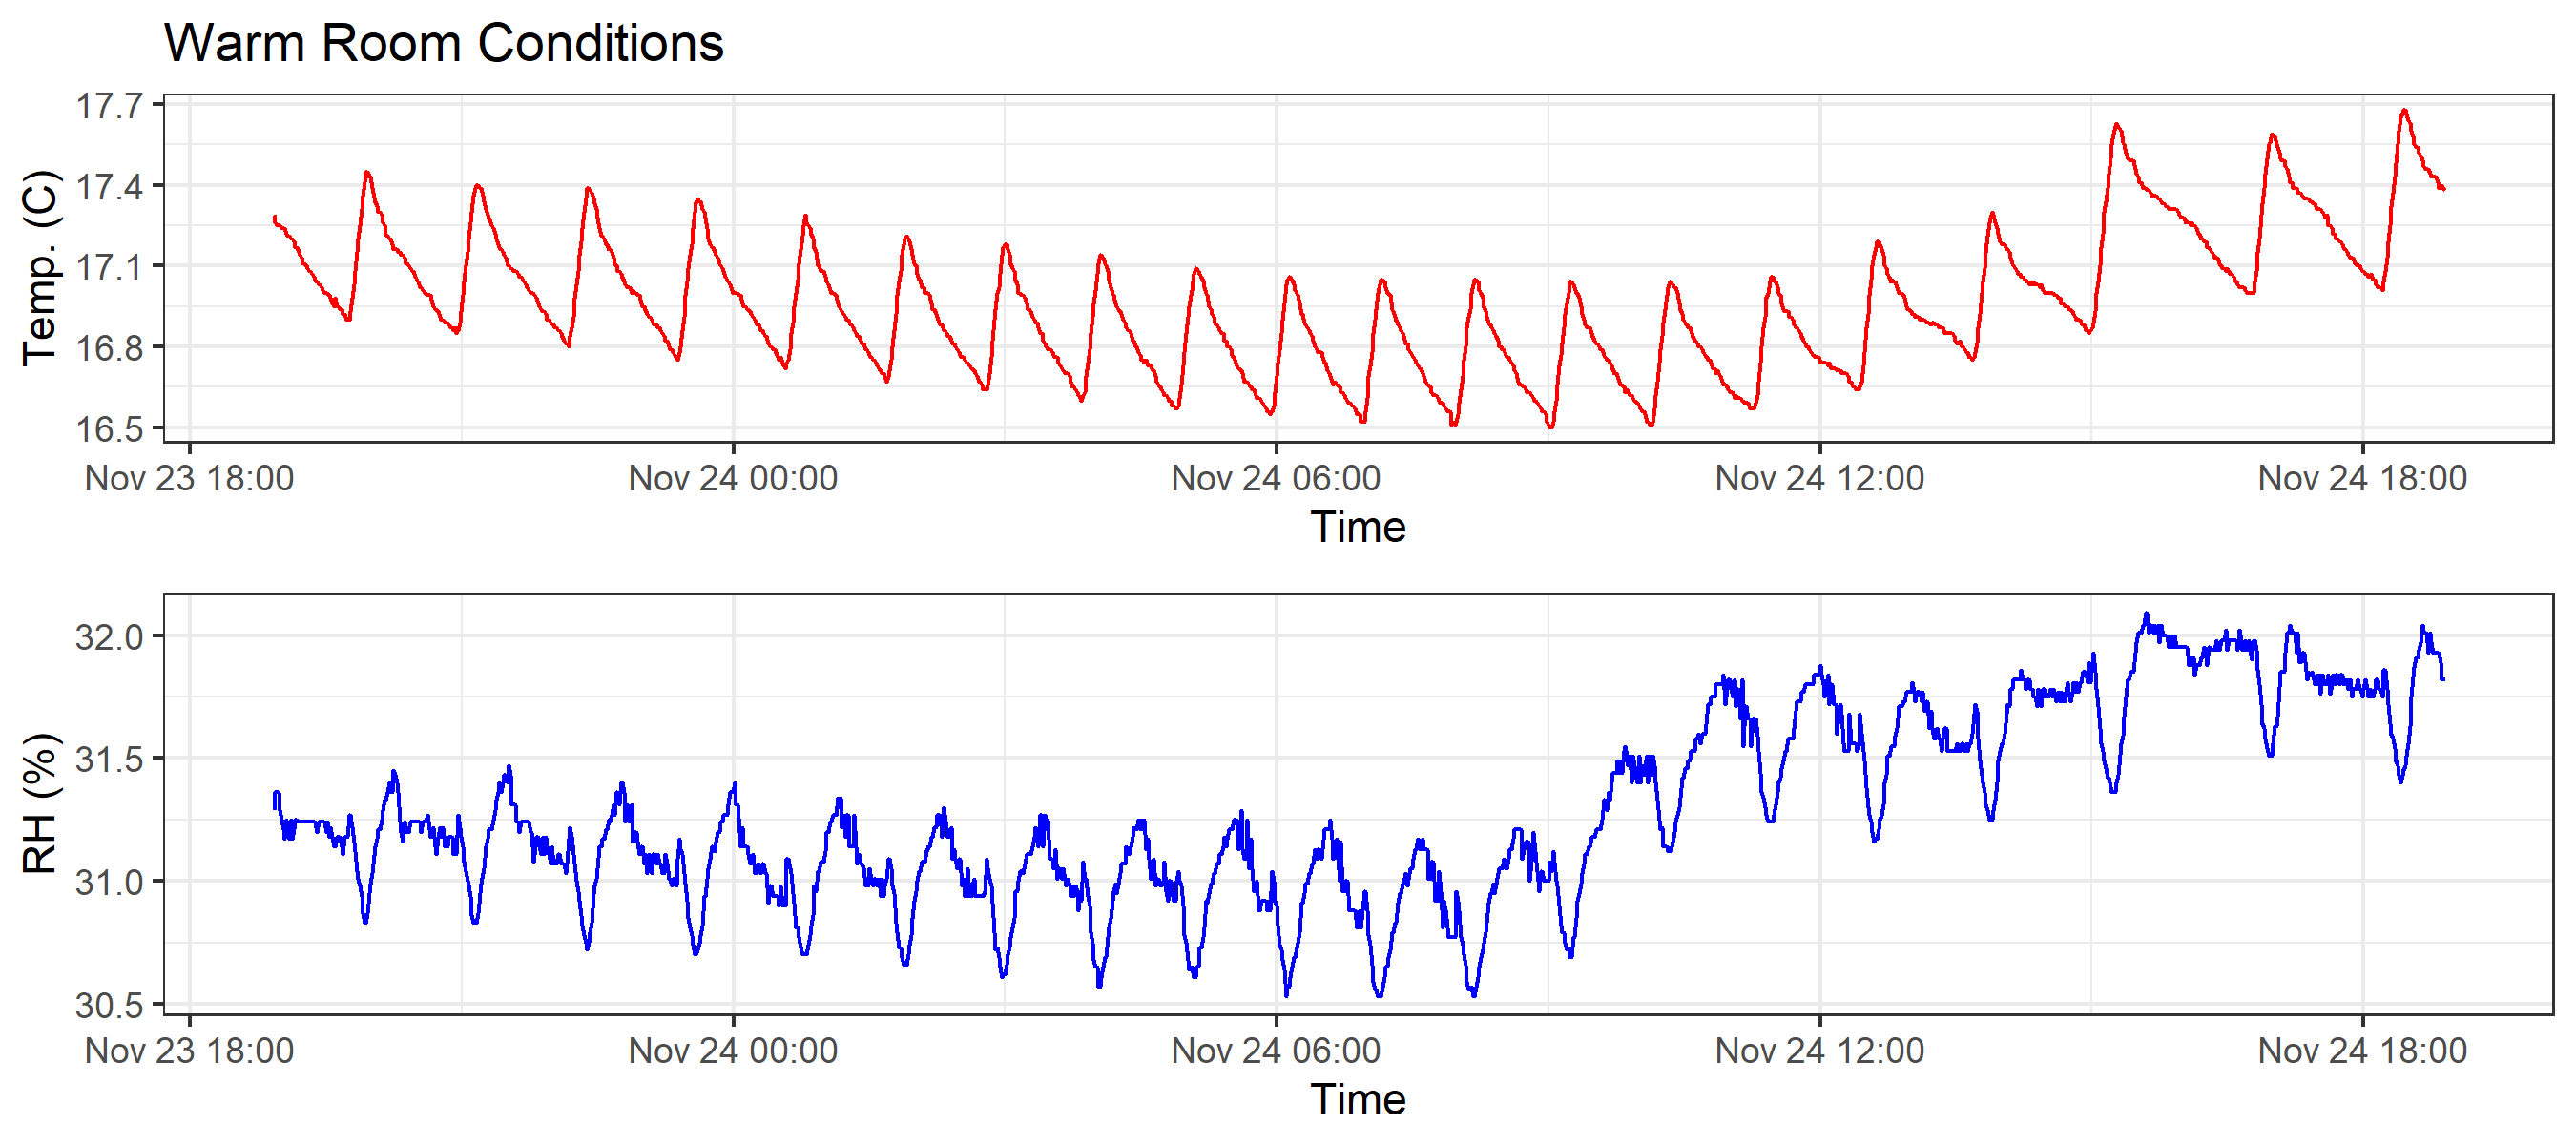 Warm Room Conditions
17.7
17.4
17.1
16.8
16.5
Temp. (C)
Nov 23 18:00 Nov 24 00:00 Nov 24 06:00 Nov 24 12:00 Nov 24 18:00
Time
32.0
31.5
31.0
30.5
RH (%)
Nov 23 18:00 Nov 24 00:00 Nov 24 06:00 Nov 24 12:00 Nov 24 18:00
Time